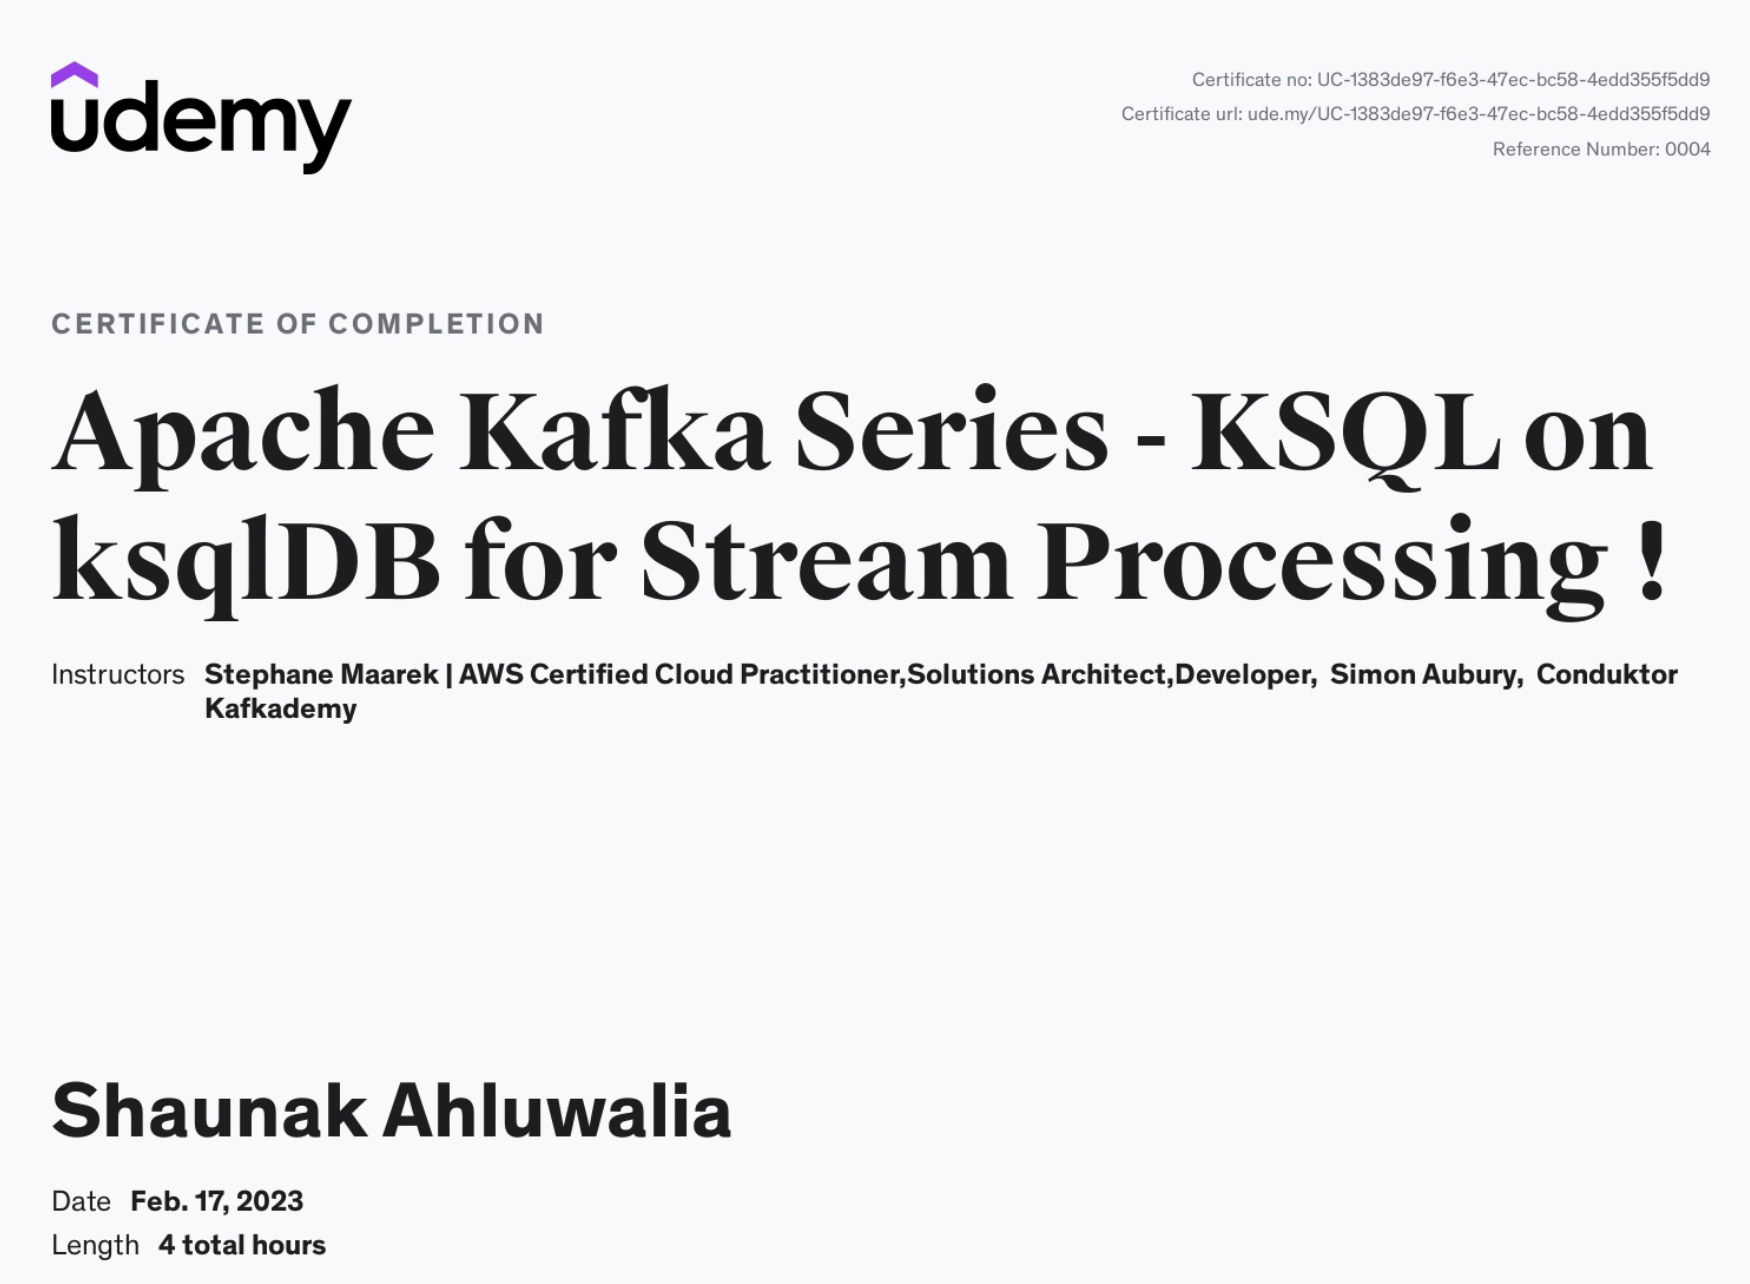 udemy
Certificate no: UC-1383de97-f6e3-47ec-bc58-4edd355f5dd9
Certificate url: ude.my/UC-1383de97-f6e3-47ec-bc58-4edd355f5dd9
Reference Number: 0004
CERTIFICATE OF COMPLETION
Apache Kafka Series - KSQL on
ksqlDB for Stream Processing !
Instructors Stephane Maarek | AWS Certified Cloud Practitioner,Solutions Architect,Developer, Simon Aubury, Conduktor
Kafkademy
Shaunak Ahluwalia
Date Feb. 17, 2023
Length 4 total hours